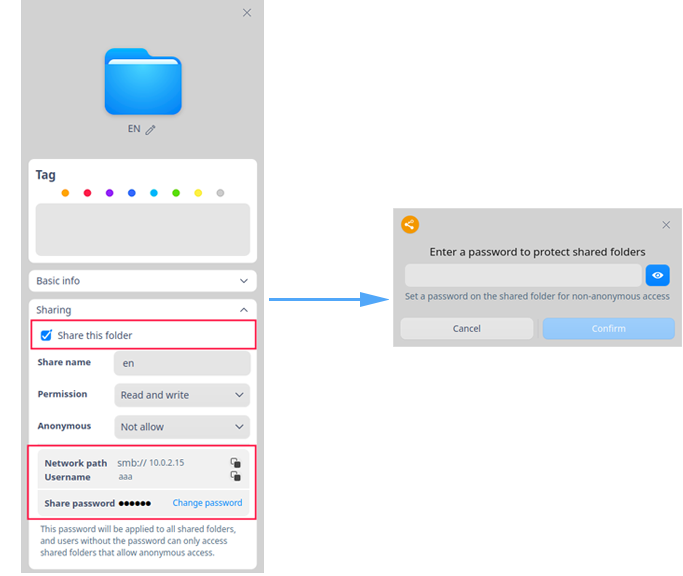 EN
Tag
Basic info
Sharing
Share this folder
Share name en
Permission Read and write
Anonymous Not allow
Network path smb:// 10.0.2.15
Username aaa
Share password ●●●●●● Change password
This password will be applied to all shared folders,
and users without the password can only access
shared folders that allow anonymous access.
Enter a password to protect shared folders
Set a password on the shared folder for non-anonymous access
Cancel Confirm